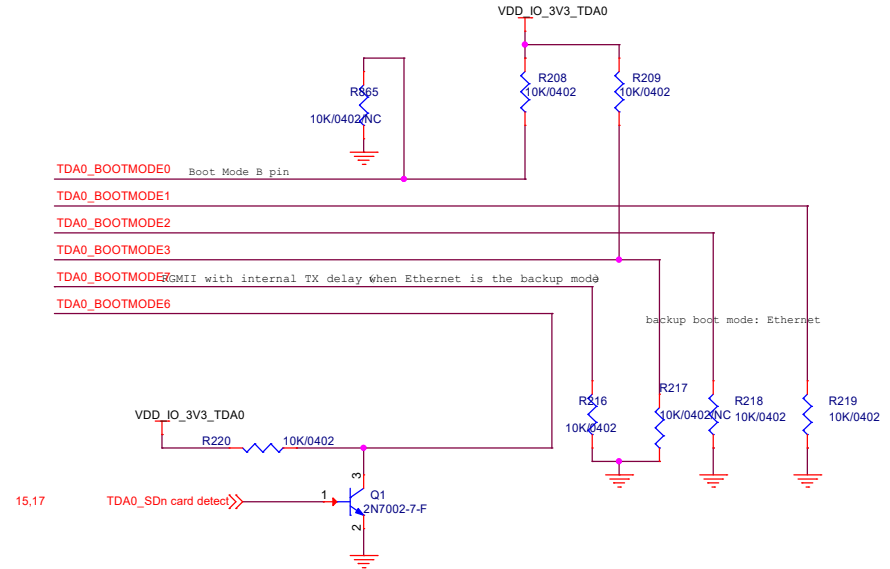 VDD_IO_3V3_TDA0
R208
10K/0402
R209
10K/0402
R865
10K/0402/NC
TDA0_BOOTMODE0
Boot Mode B pin
TDA0_BOOTMODE1
TDA0_BOOTMODE2
TDA0_BOOTMODE3
TDA0_BOOTMODE7
RGMII with internal TX delay (when Ethernet is the backup mode)
TDA0_BOOTMODE6
backup boot mode: Ethernet
R216
10K/0402
R217
10K/0402/NC
R218
10K/0402
R219
10K/0402
VDD_IO_3V3_TDA0
R220
10K/0402
3
15,17
TDA0_SDn card detect
1
Q1
2N7002-7-F
2